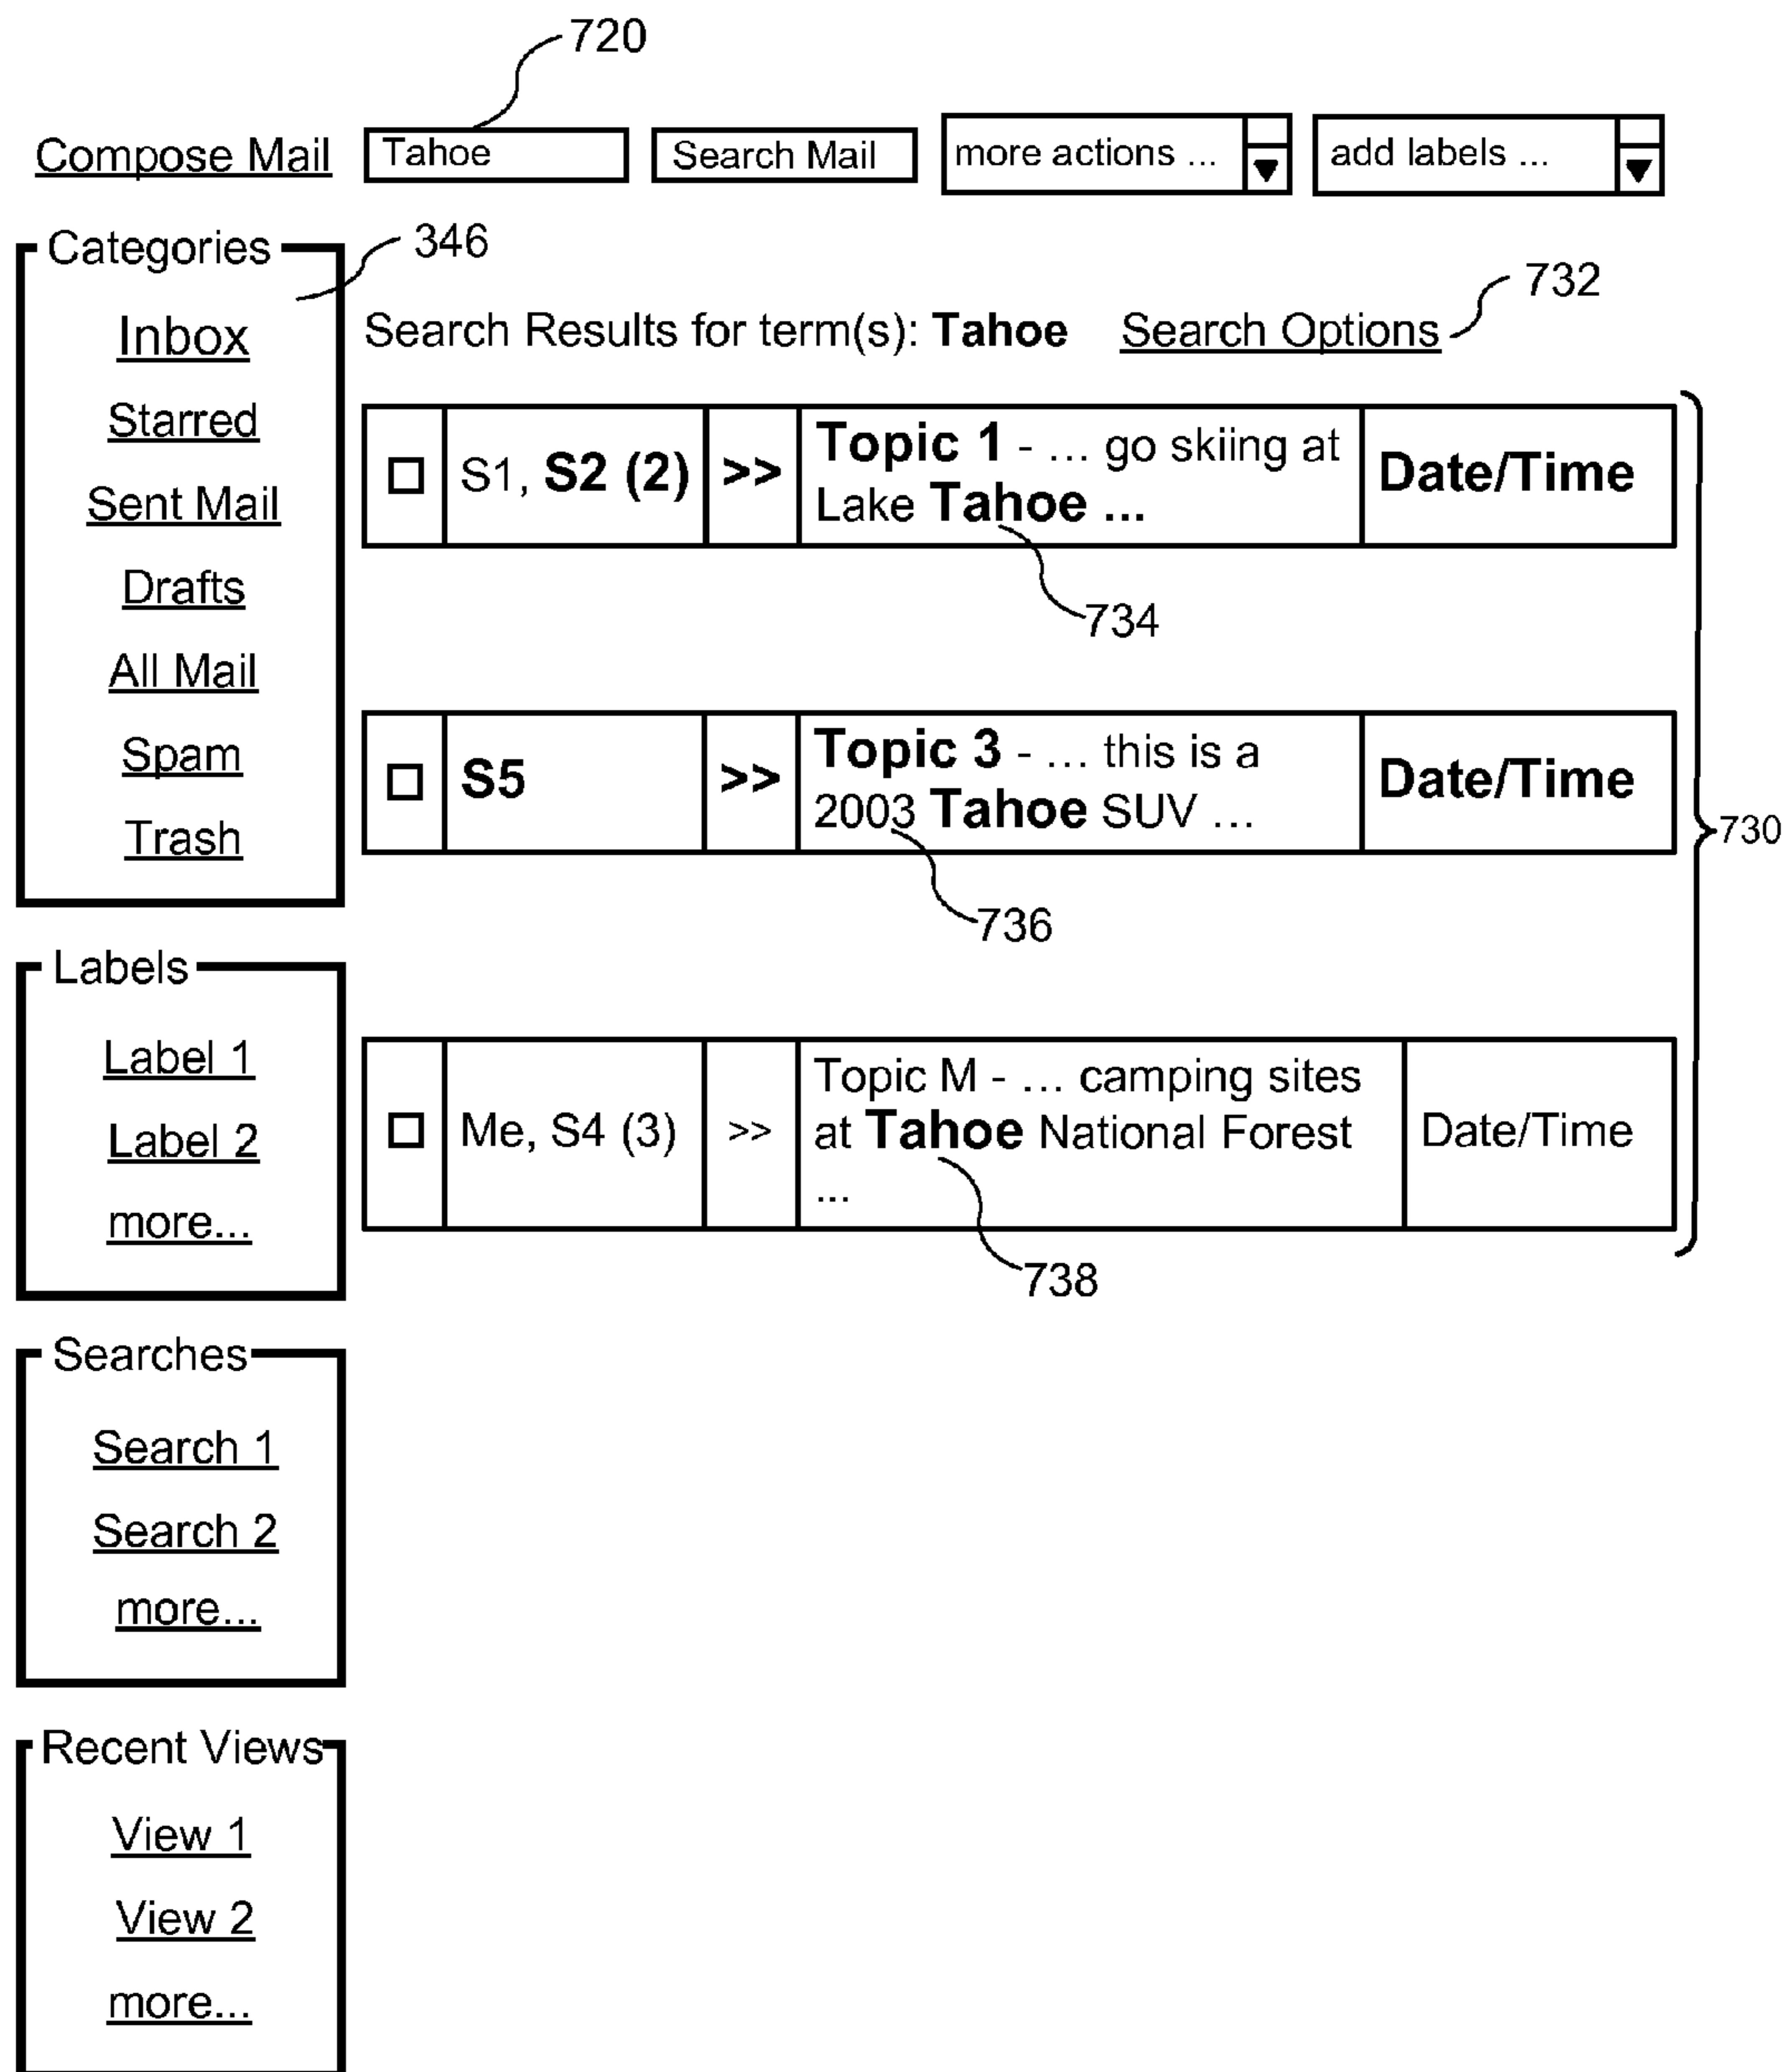 720
Compose Mail Tahoe Search Mail more actions ... add labels ...
Categories
346
Inbox
Starred
Sent Mail
Drafts
All Mail
Spam
Trash
Search Results for term(s): Tahoe Search Options
732
S1, S2 (2) >> Topic 1 - ... go skiing at
Lake Tahoe ...
Date/Time
734
S5 >> Topic 3 - ... this is a
2003 Tahoe SUV ...
Date/Time
736
730
Labels
Label 1
Label 2
more...
Me, S4 (3) >> Topic M - ... camping sites
at Tahoe National Forest
...
Date/Time
738
Searches
Search 1
Search 2
more...
Recent Views
View 1
View 2
more...